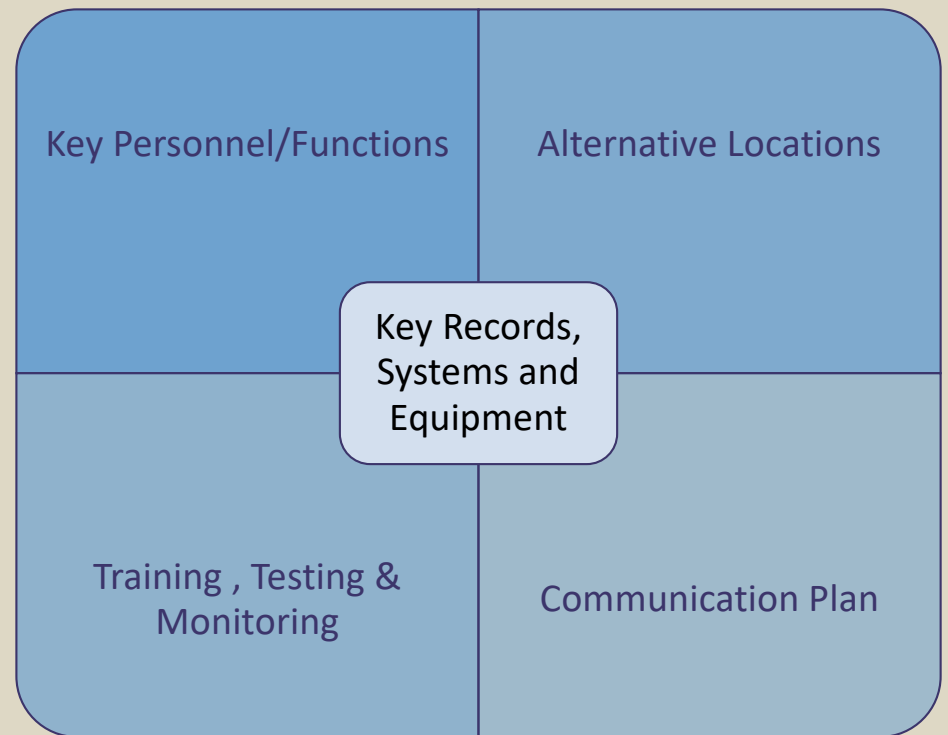 Key Personnel/Functions
Alternative Locations
Key Records,
Systems and
Equipment
Training , Testing &
Monitoring
Communication Plan